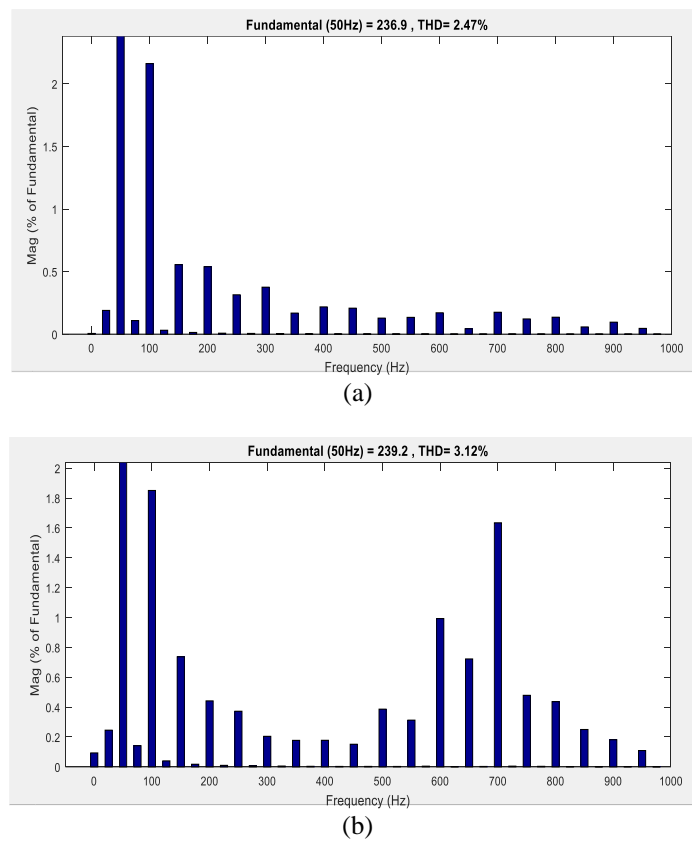 Fundamental (50Hz) = 236.9 , THD= 2.47%
Mag (% of Fundamental)
2
1.5
1
0.5
0
0 100 200 300 400 500 600 700 800 900 1000
Frequency (Hz)
(a)
Fundamental (50Hz) = 239.2 , THD= 3.12%
Mag (% of Fundamental)
2
1.8
1.6
1.4
1.2
1
0.8
0.6
0.4
0.2
0
0 100 200 300 400 500 600 700 800 900 1000
Frequency (Hz)
(b)